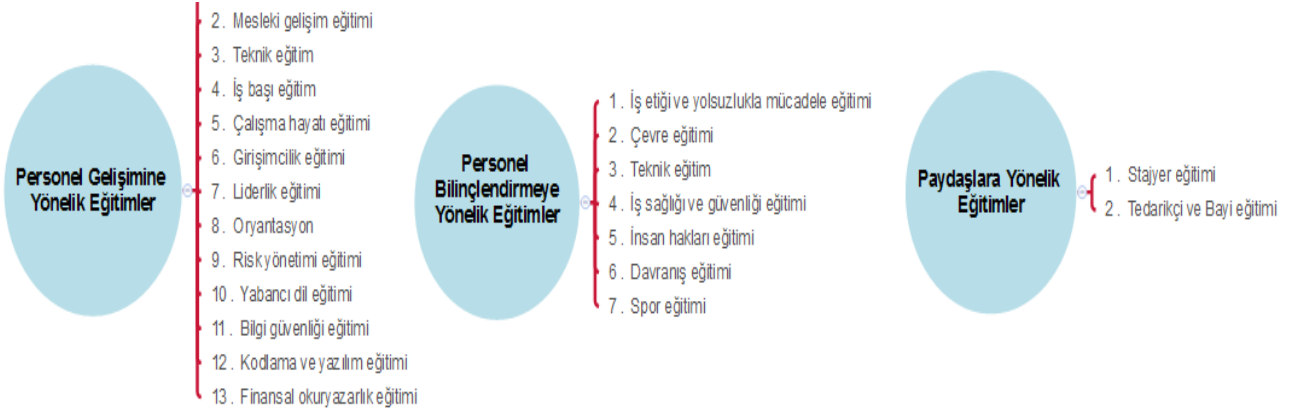 Personel Gelişimine
Yönelik Eğitimler
2. Mesleki gelişim eğitimi
3. Teknik eğitim
4. İş başı eğitim
5. Çalışma hayatı eğitimi
6. Girişimcilik eğitimi
7. Liderlik eğitimi
8. Oryantasyon
9. Risk yönetimi eğitimi
10. Yabancı dil eğitimi
11. Bilgi güvenliği eğitimi
12. Kodlama ve yazılım eğitimi
13. Finansal okuryazarlık eğitimi
Personel
Bilinçlendirmeye
Yönelik Eğitimler
1. İş etiği ve yolsuzlukla mücadele eğitimi
2. Çevre eğitimi
3. Teknik eğitim
4. İş sağlığı ve güvenliği eğitimi
5. İnsan hakları eğitimi
6. Davranış eğitimi
7. Spor eğitimi
Paydaşlara Yönelik
Eğitimler
1. Stajyer eğitimi
2. Tedarikçi ve Bayi eğitimi